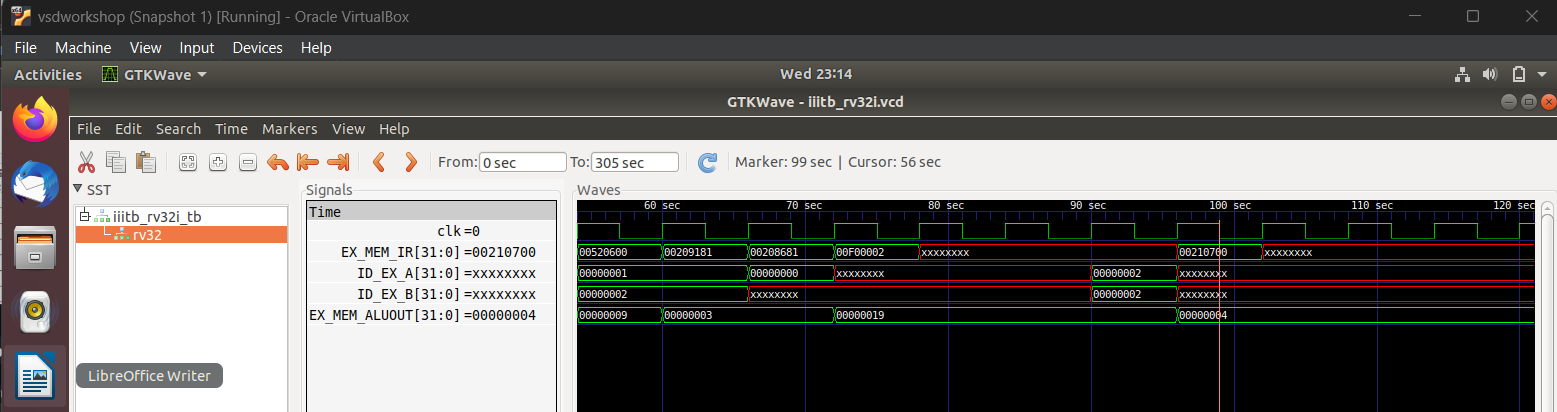 vsdworkshop (Snapshot 1) [Running] - Oracle VirtualBox
File Machine View Input Devices Help
Activities GTKWave Wed 23:14
GTKWave - iiitb_rv32i.vcd
File Edit Search Time Markers View Help
From: 0 sec To: 305 sec Marker: 99 sec | Cursor: 56 sec
SST
iiitb_rv32i_tb
rv32
Signals
Time
clk =0
EX_MEM_IR[31:0] =00210700
ID_EX_A[31:0] =xxxxxxxx
ID_EX_B[31:0] =xxxxxxxx
EX_MEM_ALUOUT[31:0] =00000004
Waves
60 sec 70 sec 80 sec 90 sec 100 sec 110 sec 120 sec
00520600 00209181 00208681 00F00002 xxxxxxxx 00210700 xxxxxxxx
00000001 00000000 xxxxxxxx 00000002 xxxxxxxx
00000002 xxxxxxxx 00000002 xxxxxxxx
00000009 00000003 00000019 00000004
LibreOffice Writer